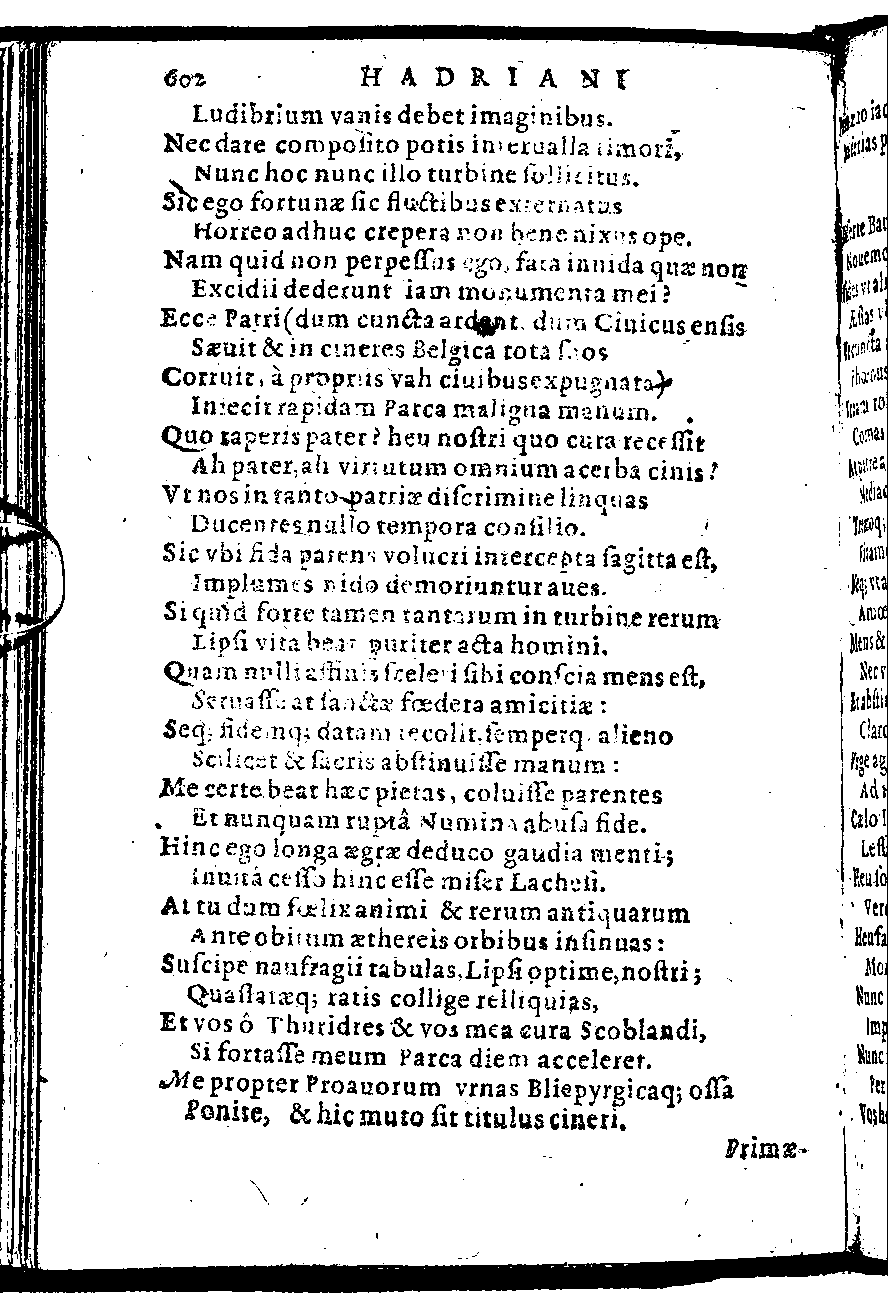 602 HADRIANI
Ludibrium vanis debet imaginibus.
Nec dare composito potis interualla timori,
Nunc hoc nunc illo turbine sollicitus.
Sic ego fortunæ sic fluctibus externatus
Horreo adhuc crepera non bene nixus ope.
Nam quid non perpessus ego, fata inuida quæ non
Excidii dederunt iam monumenta mei?
Ecce Patri (dum cuncta ardent, dum Ciuicus ensis
Sæuit & in cineres Belgica tota suos
Corruit, à propriis vah ciuibus expugnata)
Iniecit rapidam Parca maligna manum.
Quo raperis pater? heu nostri quo cura recessit
Ah pater, ah virtutum omnium acerba cinis?
Vt nos in tanto patriæ discrimine linquas
Ducentes nullo tempora consilio.
Sic vbi fida parens volucri intercepta sagitta est,
Implumes nido demoriuntur aues.
Si quid forte tamen tantarum in turbine rerum
Lipsi vita beat puriter acta homini.
Quam nulli affinis sceleri sibi conscia mens est,
Seruasse at sanctæ fœdera amicitiæ:
Seq; fidemq; datam recolit, semperq. alieno
Scilicet & sacris abstinuisse manum:
Me certe beat hæc pietas, coluisse parentes
Et nunquam ruptâ Numina abusa fide.
Hinc ego longa ægræ deduco gaudia menti;
Inuitâ cesso hinc esse miser Lachesi.
At tu dum fœlix animi & rerum antiquarum
Ante obitum æthereis orbibus insinuas:
Suscipe naufragii tabulas, Lipsi optime, nostri;
Quassatæq; ratis collige relliquias,
Et vos ô Thuridres & vos mea cura Scoblandi,
Si fortasse meum Parca diem acceleret.
Me propter Proauorum vrnas Bliepyrgicaq; ossa
Ponite, & hic muto sit titulus cineri.
Primæ-